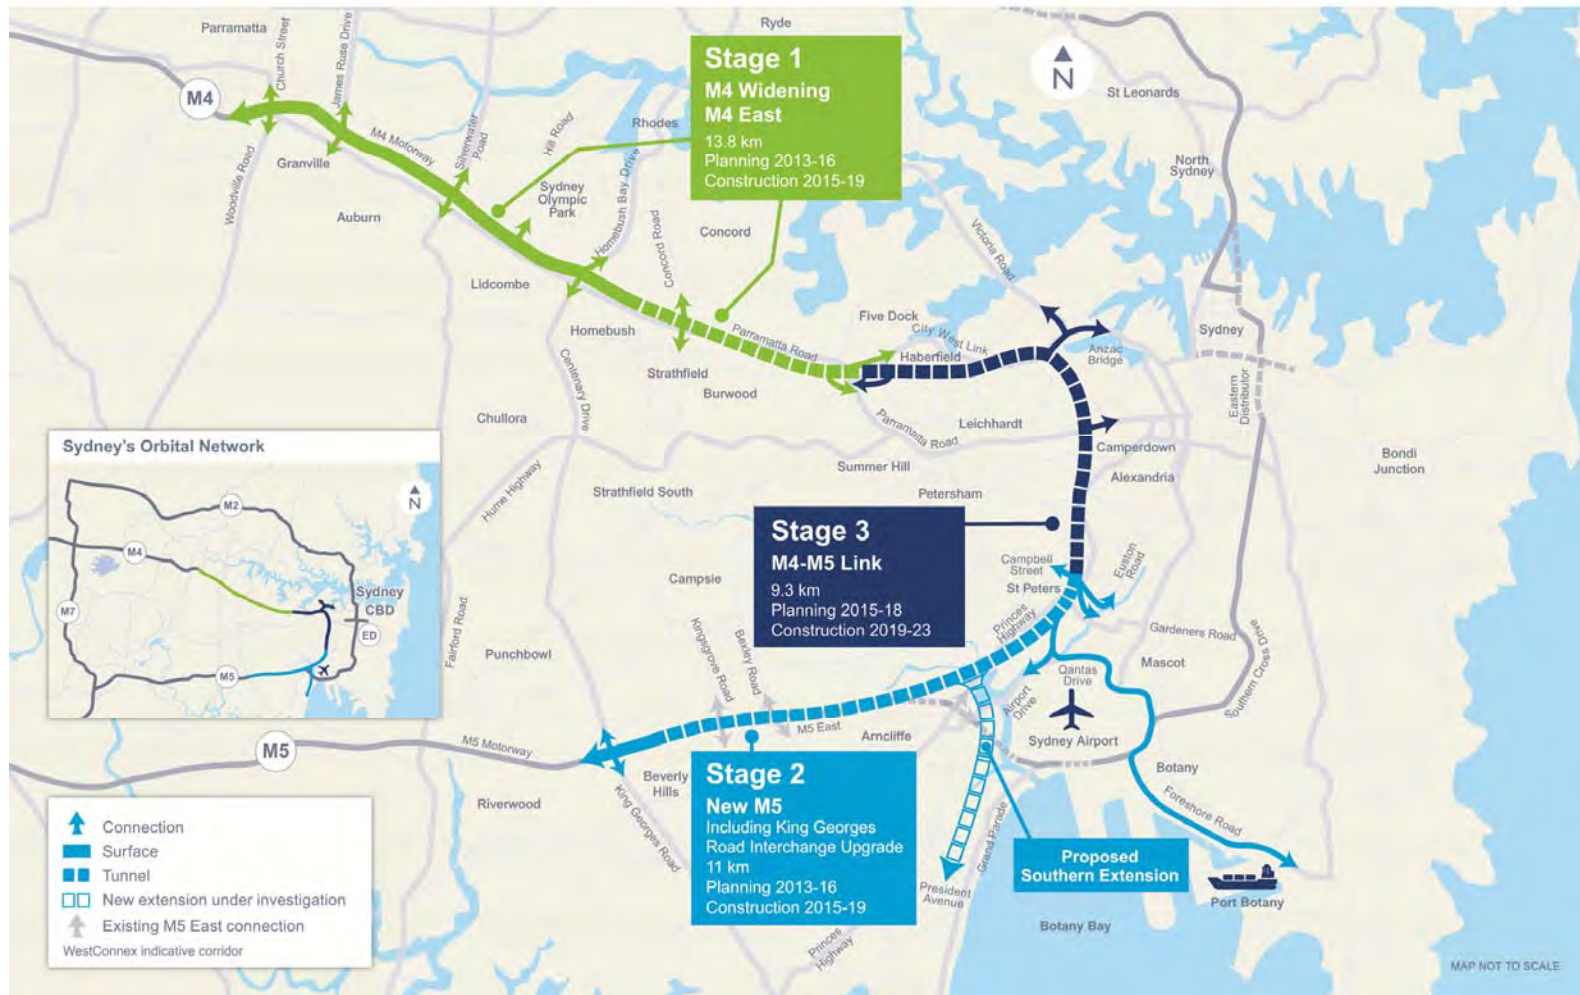 Parramatta
Church Street
James Ruse Drive
Ryde
M4
Stage 1
M4 Widening
M4 East
13.8 km
Planning 2013-16
Construction 2015-19
N
St Leonards
M4 Motorway
Silverwater
Road
Hill Road
Rhodes
Granville
Woodville Road
Auburn
Sydney
Olympic
Park
Homebush Bay Drive
Concord Road
Concord
North
Sydney
Victoria Road
Lidcombe
Homebush
Parramatta Road
Five Dock
City West Link
Haberfield
Anzac
Bridge
Sydney
Eastern
Distributor
Strathfield
Burwood
Centenary Drive
Chullora
Parramatta Road
Leichhardt
Camperdown
Bondi
Junction
Summer Hill
Alexandria
Hume Highway
Strathfield South
Petersham
Sydney's Orbital Network
N
M2
M4
M7
Sydney
CBD
ED
M5
Stage 3
M4-M5 Link
9.3 km
Planning 2015-18
Construction 2019-23
Campbell
Street
St Peters
Euston
Road
Campsie
Princes
Highway
Gardeners Road
Fairford Road
Punchbowl
Kingsgrove Road
Bexley Road
Mascot
Qantas
Drive
Airport
Drive
Southern Cross Drive
M5
M5 Motorway
M5 East
Arncliffe
Sydney Airport
Botany
Foreshore Road
Riverwood
Beverly
Hills
King Georges Road
Stage 2
New M5
Including King Georges
Road Interchange Upgrade
11 km
Planning 2013-16
Construction 2015-19
Grand Parade
President
Avenue
Proposed
Southern Extension
Port Botany
Princes
Highway
Botany Bay
Connection
Surface
Tunnel
New extension under investigation
Existing M5 East connection
WestConnex indicative corridor
MAP NOT TO SCALE